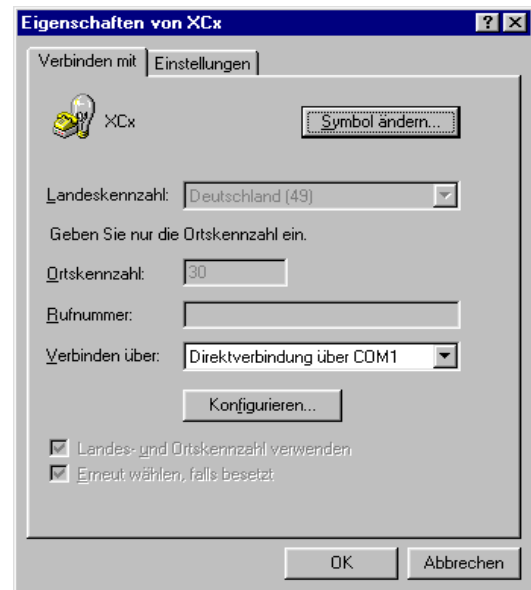 Eigenschaften von XCx
Verbinden mit Einstellungen
XCx Symbol ändern...
Landeskennzahl: Deutschland (49)
Geben Sie nur die Ortskennzahl ein.
Ortskennzahl: 30
Rufnummer:
Verbinden über: Direktverbindung über COM1
Konfigurieren...
Landes- und Ortskennzahl verwenden
Erneut wählen, falls besetzt
OK Abbrechen